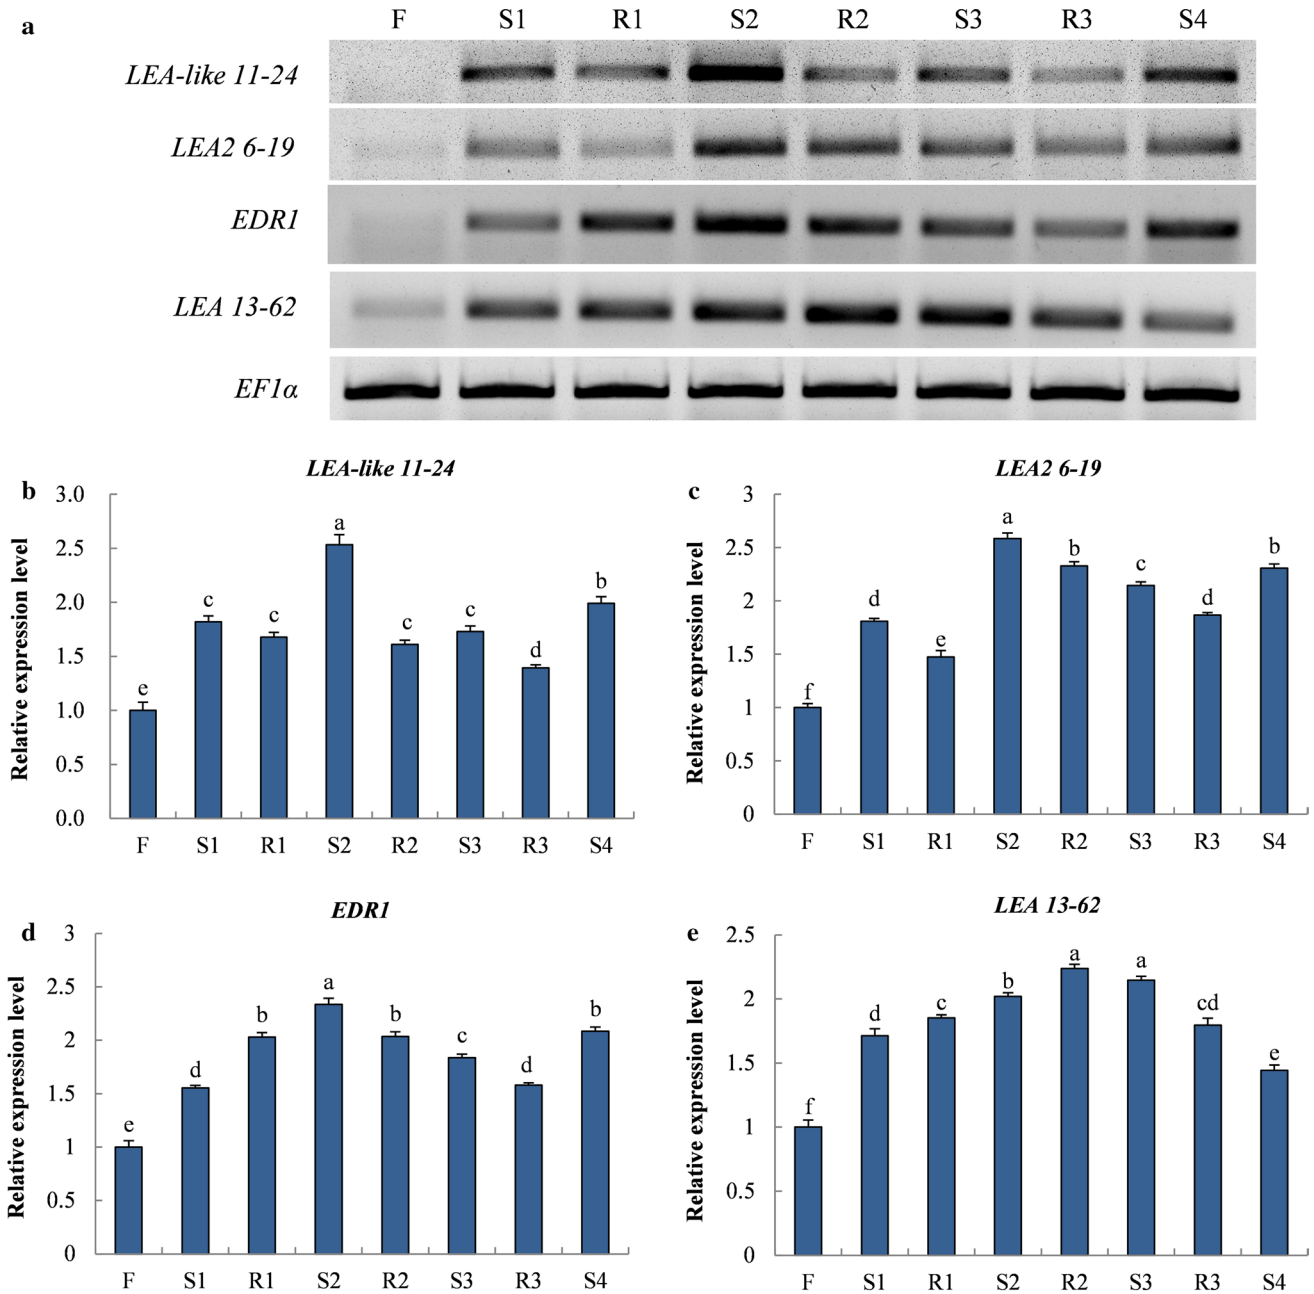 a
F S1 R1 S2 R2 S3 R3 S4
LEA-like 11-24
LEA2 6-19
EDR1
LEA 13-62
EF1α
b
LEA-like 11-24
Relative expression level
3.0
2.5
2.0
1.5
1.0
0.5
0.0
e c c a c c d b
F S1 R1 S2 R2 S3 R3 S4
c
LEA2 6-19
Relative expression level
3
2.5
2
1.5
1
0.5
0
f d e a b c d b
F S1 R1 S2 R2 S3 R3 S4
d
EDR1
Relative expression level
3
2.5
2
1.5
1
0.5
0
e d b a b c d b
F S1 R1 S2 R2 S3 R3 S4
e
LEA 13-62
Relative expression level
2.5
2
1.5
1
0.5
0
f d c b a a cd e
F S1 R1 S2 R2 S3 R3 S4